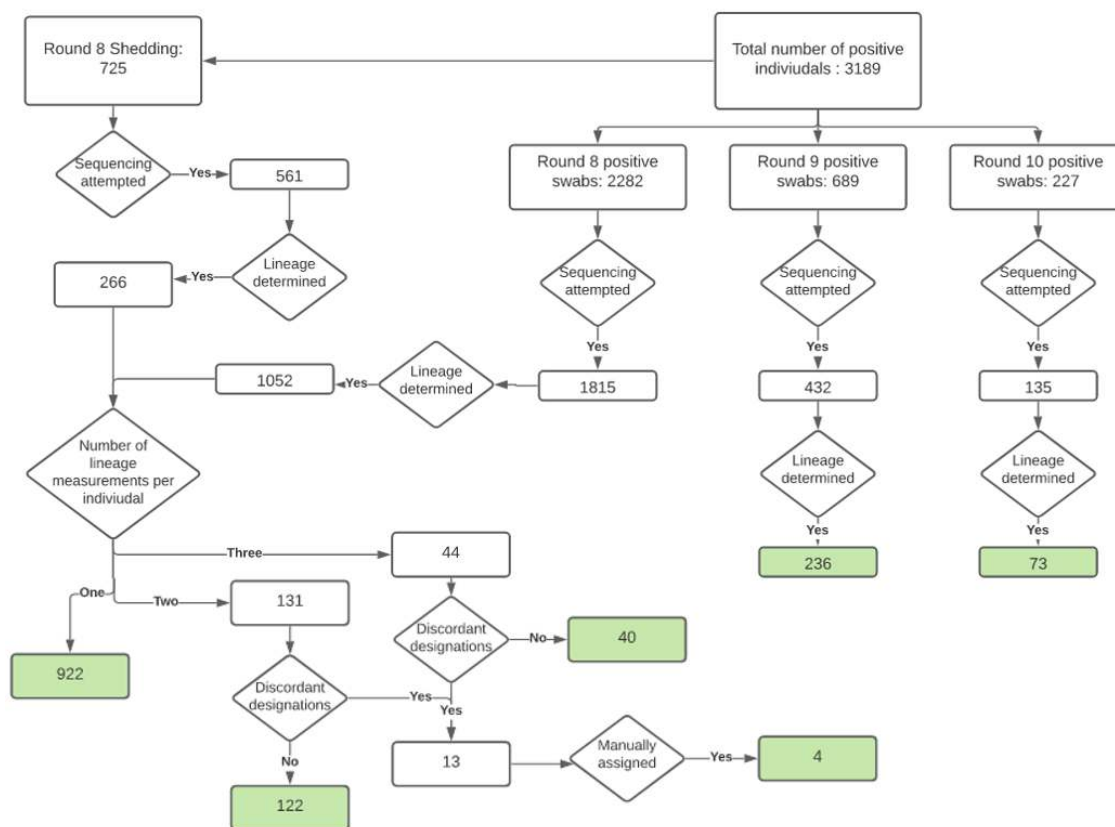 Round 8 Shedding:
725
Total number of positive
indiviudals : 3189
Sequencing
attempted
Yes
561
Round 8 positive
swabs: 2282
Round 9 positive
swabs: 689
Round 10 positive
swabs: 227
Lineage
determined
Yes
266
Sequencing
attempted
Sequencing
attempted
Sequencing
attempted
Yes
Yes
Yes
1052
Yes
Lineage
determined
1815
432
135
Number of
lineage
measurements per
indiviudal
Lineage
determined
Lineage
determined
Yes
Yes
Three
44
236
73
One
Two
131
Discordant
designations
No
40
922
Discordant
designations
Yes
Yes
13
Manually
assigned
Yes
4
No
122